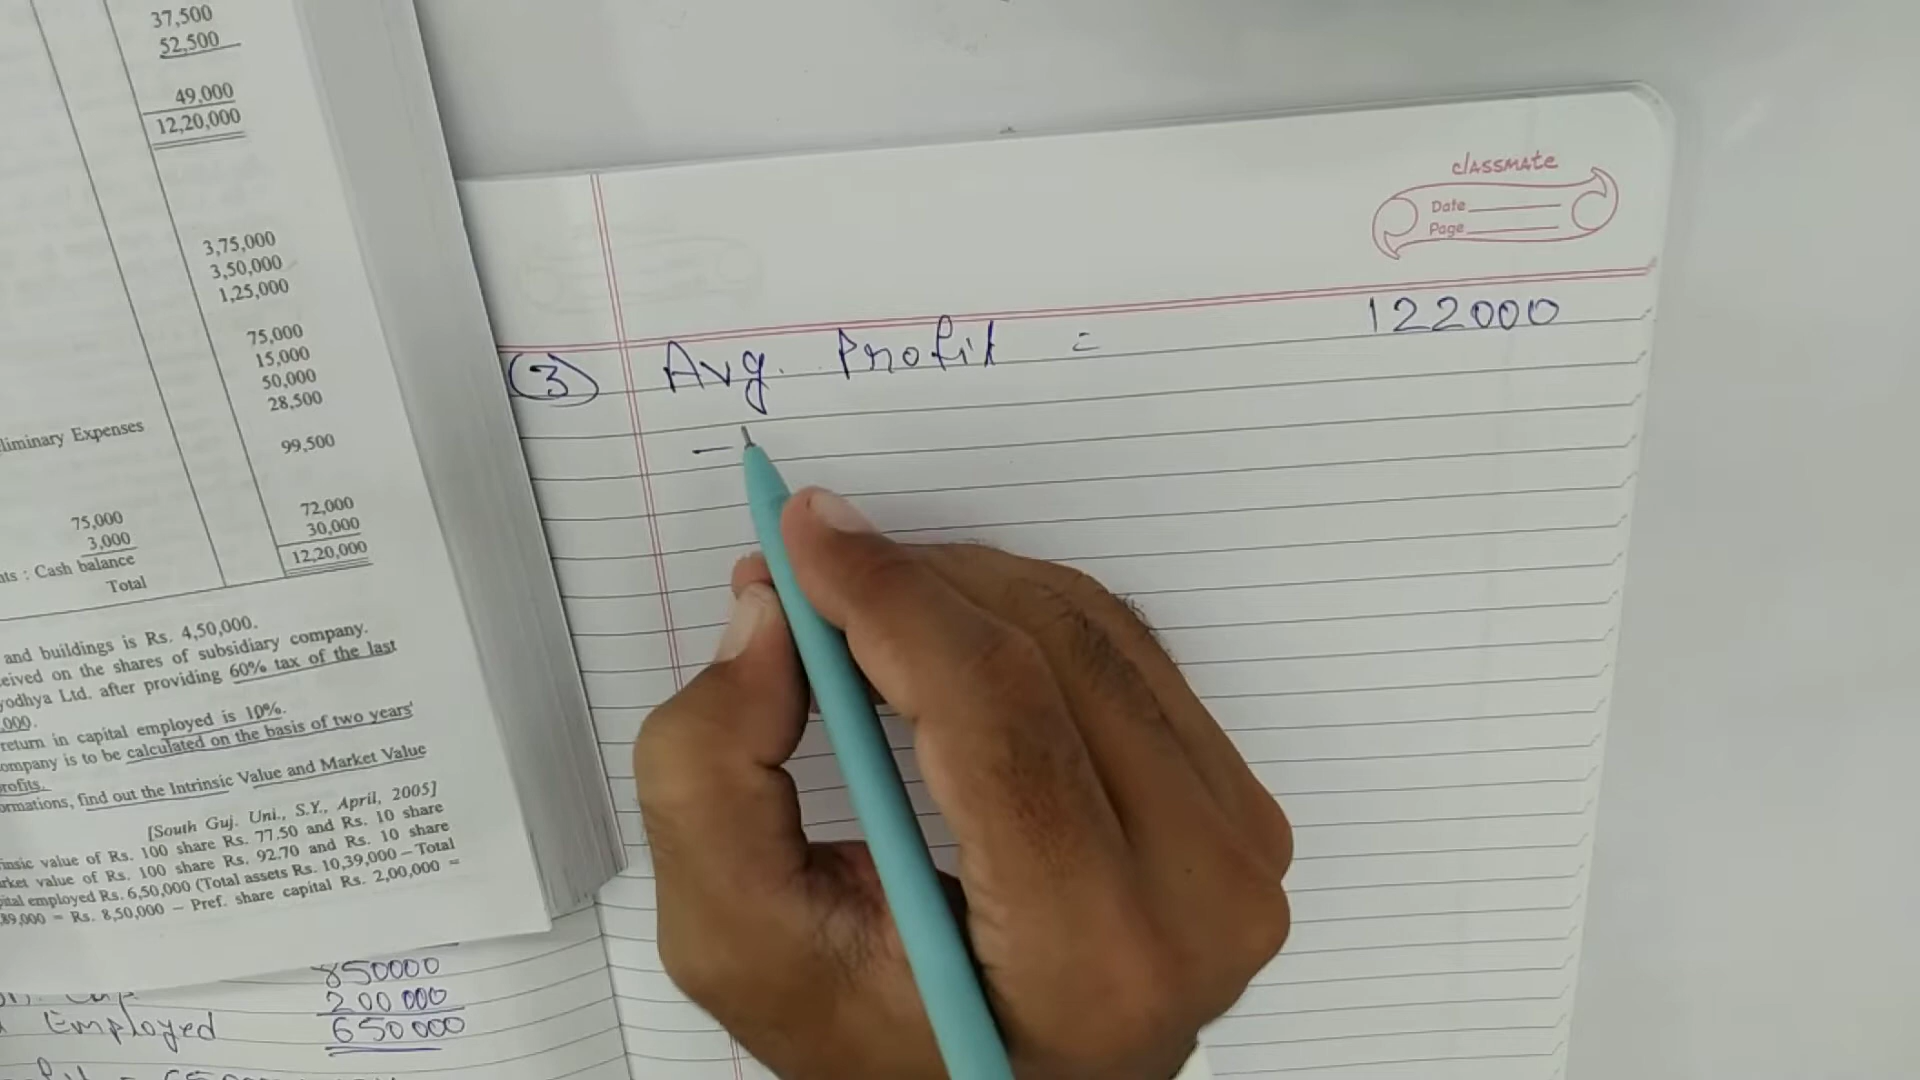 37,500
52,500
49,000
12,20,000
3,75,000
3,50,000
1,25,000
75,000
15,000
50,000
28,500
liminary Expenses
99,500
75,000 72,000
3,000 30,000
nts : Cash balance 12,20,000
Total
and buildings is Rs. 4,50,000.
eived on the shares of subsidiary company.
yodhya Ltd. after providing 60% tax of the last
,000.
return in capital employed is 10%.
ompany is to be calculated on the basis of two years'
rofits.
ormations, find out the Intrinsic Value and Market Value
[South Guj. Uni., S.Y., April, 2005]
insic value of Rs. 100 share Rs. 77.50 and Rs. 10 share
rket value of Rs. 100 share Rs. 92.70 and Rs. 10 share
pital employed Rs. 6,50,000 (Total assets Rs. 10,39,000 – Total
89,000 = Rs. 8,50,000 – Pref. share capital Rs. 2,00,000 =
850000
200000
Employed 650000
classmate
Date
Page
(3) Avg. Profit = 122000
–